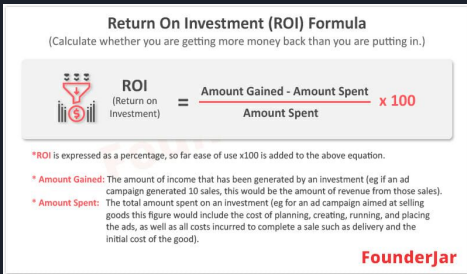 Return On Investment (ROI) Formula
(Calculate whether you are getting more money back than you are putting in.)
ROI
(Return on
Investment)
=
Amount Gained - Amount Spent
Amount Spent
x 100
*ROI is expressed as a percentage, so far ease of use x100 is added to the above equation.
* Amount Gained: The amount of income that has been generated by an investment (eg if an ad
campaign generated 10 sales, this would be the amount of revenue from those sales).
* Amount Spent: The total amount spent on an investment (eg for an ad campaign aimed at selling
goods this figure would include the cost of planning, creating, running, and placing
the ads, as well as all costs incurred to complete a sale such as delivery and the
initial cost of the good).
FounderJar